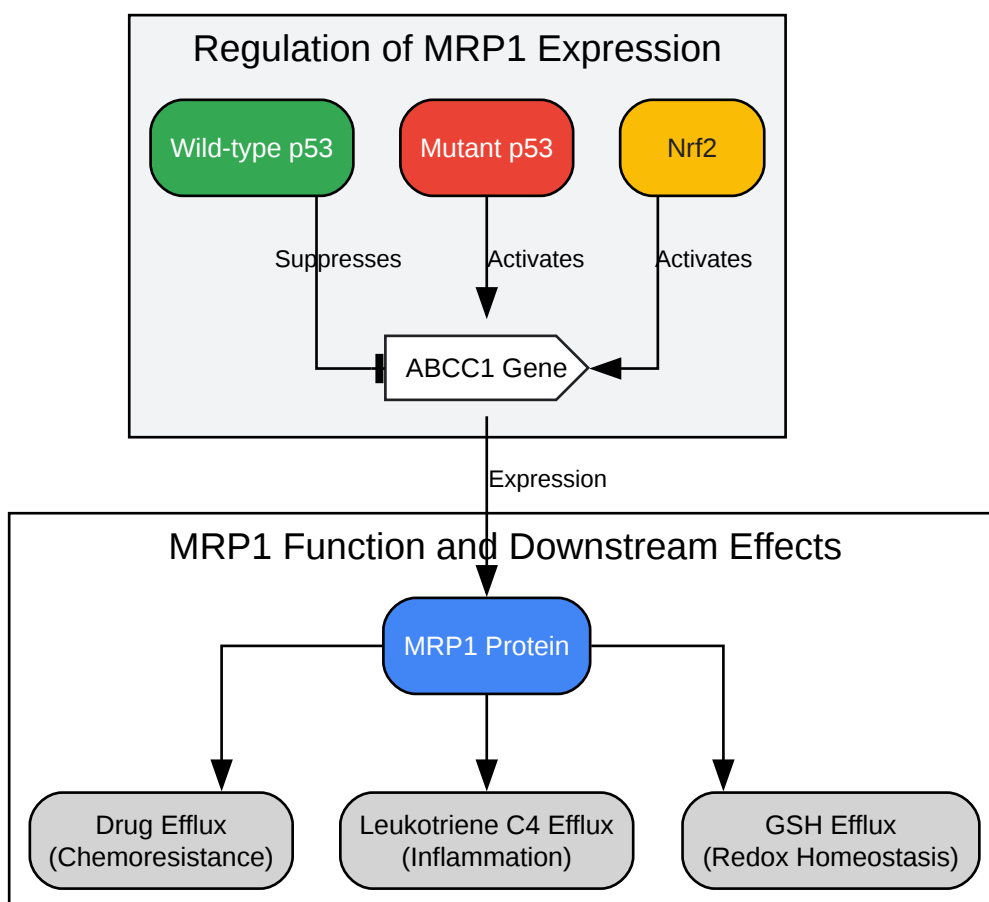 Regulation of MRP1 Expression
Wild-type p53
Mutant p53
Nrf2
Suppresses
Activates
Activates
ABCC1 Gene
Expression
MRP1 Function and Downstream Effects
MRP1 Protein
Drug Efflux
(Chemoresistance)
Leukotriene C4 Efflux
(Inflammation)
GSH Efflux
(Redox Homeostasis)